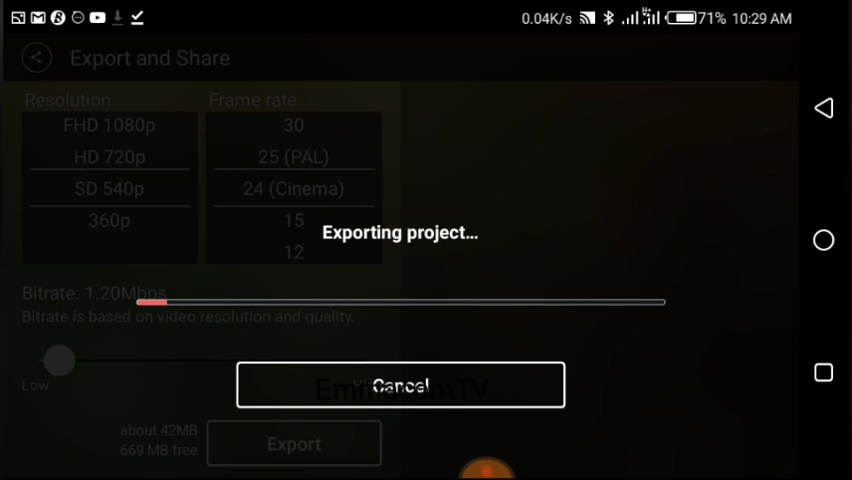 0.04K/s 71% 10:29 AM
Export and Share
Resolution Frame rate
FHD 1080p 30
HD 720p 25 (PAL)
SD 540p 24 (Cinema)
360p 15
12
Exporting project...
Bitrate: 1.20Mbps
Bitrate is based on video resolution and quality.
Low
Cancel
EmmacomTV
about 42MB
669 MB free
Export